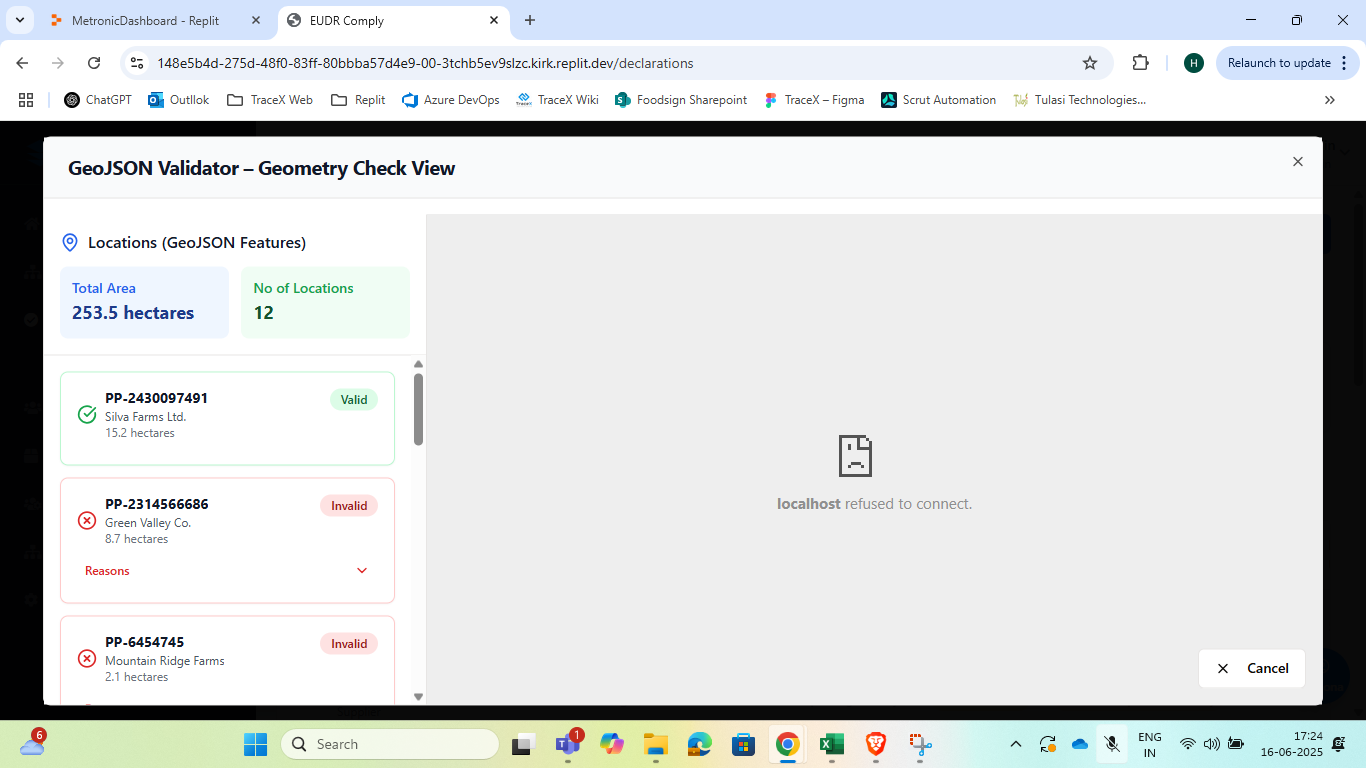 MetronicDashboard - Replit
EUDR Comply
148e5b4d-275d-48f0-83ff-80bbba57d4e9-00-3tchb5ev9slzc.kirk.replit.dev/declarations
H
Relaunch to update
ChatGPT
Outllok
TraceX Web
Replit
Azure DevOps
TraceX Wiki
Foodsign Sharepoint
TraceX – Figma
Scrut Automation
Tulasi Technologies...
GeoJSON Validator – Geometry Check View
Locations (GeoJSON Features)
Total Area
253.5 hectares
No of Locations
12
PP-2430097491
Silva Farms Ltd.
15.2 hectares
Valid
PP-2314566686
Green Valley Co.
8.7 hectares
Invalid
Reasons
PP-6454745
Mountain Ridge Farms
2.1 hectares
Invalid
localhost refused to connect.
Cancel
6
Search
1
ENG
IN
17:24
16-06-2025